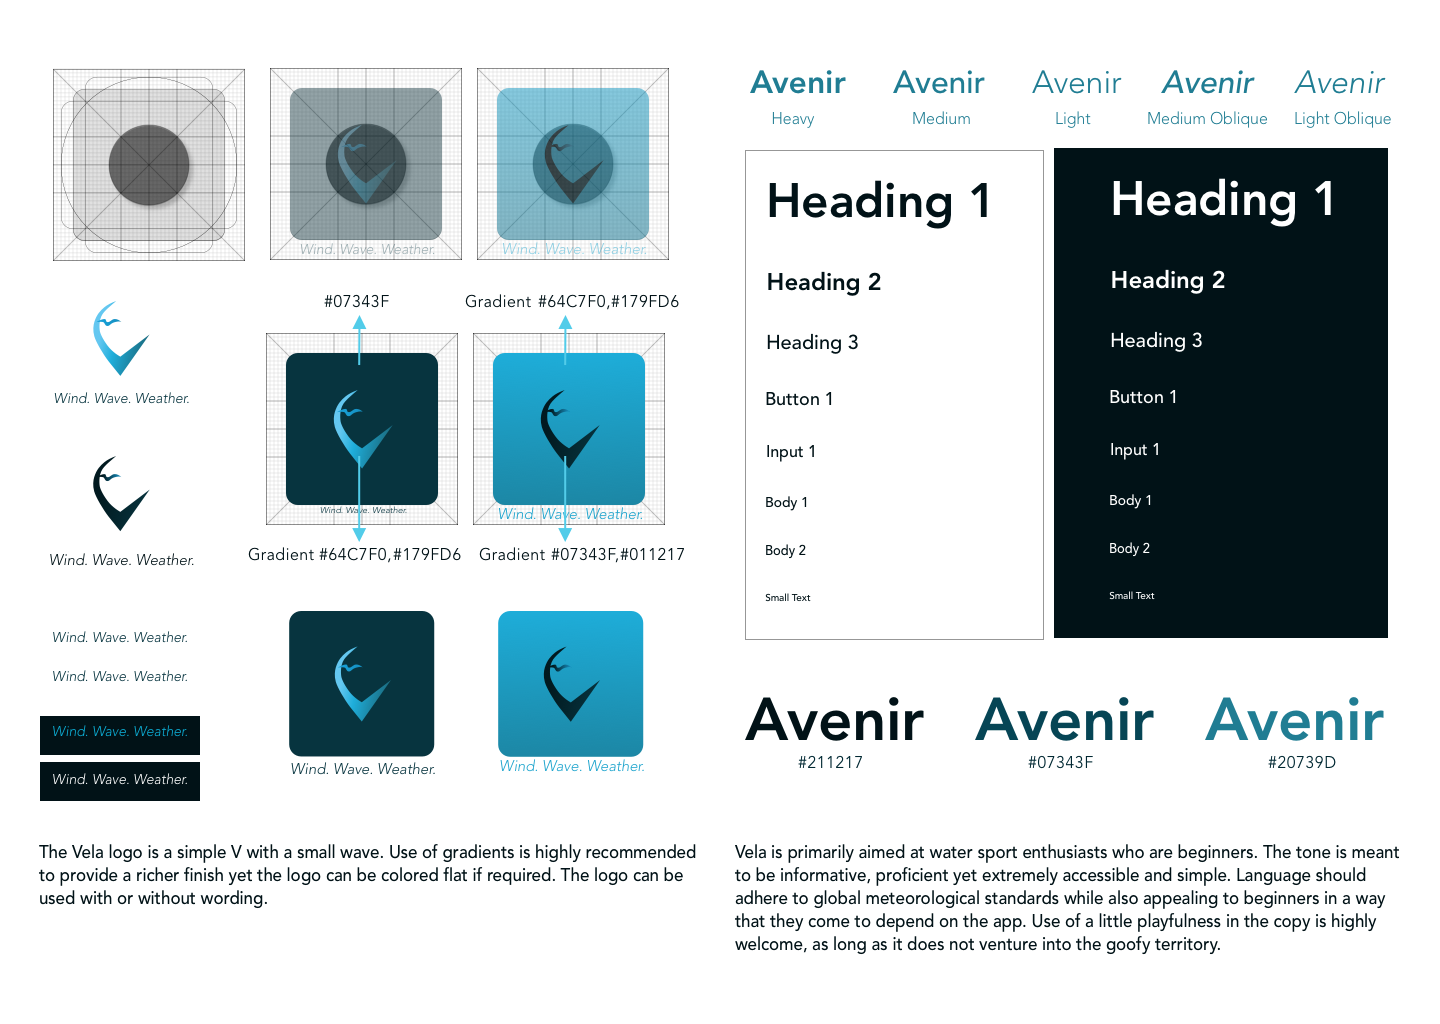 Wind. Wave. Weather.
Wind. Wave. Weather.
#07343F
Gradient #64C7F0,#179FD6
Wind. Wave. Weather.
Wind. Wave. Weather.
Wind. Wave. Weather.
Gradient #64C7F0,#179FD6
Gradient #07343F,#011217
Wind. Wave. Weather.
Wind. Wave. Weather.
Wind. Wave. Weather.
Wind. Wave. Weather.
Wind. Wave. Weather.
Wind. Wave. Weather.
Wind. Wave. Weather.
The Vela logo is a simple V with a small wave. Use of gradients is highly recommended
to provide a richer finish yet the logo can be colored flat if required. The logo can be
used with or without wording.
Avenir
Heavy
Avenir
Medium
Avenir
Light
Avenir
Medium Oblique
Avenir
Light Oblique
Heading 1
Heading 2
Heading 3
Button 1
Input 1
Body 1
Body 2
Small Text
Heading 1
Heading 2
Heading 3
Button 1
Input 1
Body 1
Body 2
Small Text
Avenir
#211217
Avenir
#07343F
Avenir
#20739D
Vela is primarily aimed at water sport enthusiasts who are beginners. The tone is meant
to be informative, proficient yet extremely accessible and simple. Language should
adhere to global meteorological standards while also appealing to beginners in a way
that they come to depend on the app. Use of a little playfulness in the copy is highly
welcome, as long as it does not venture into the goofy territory.